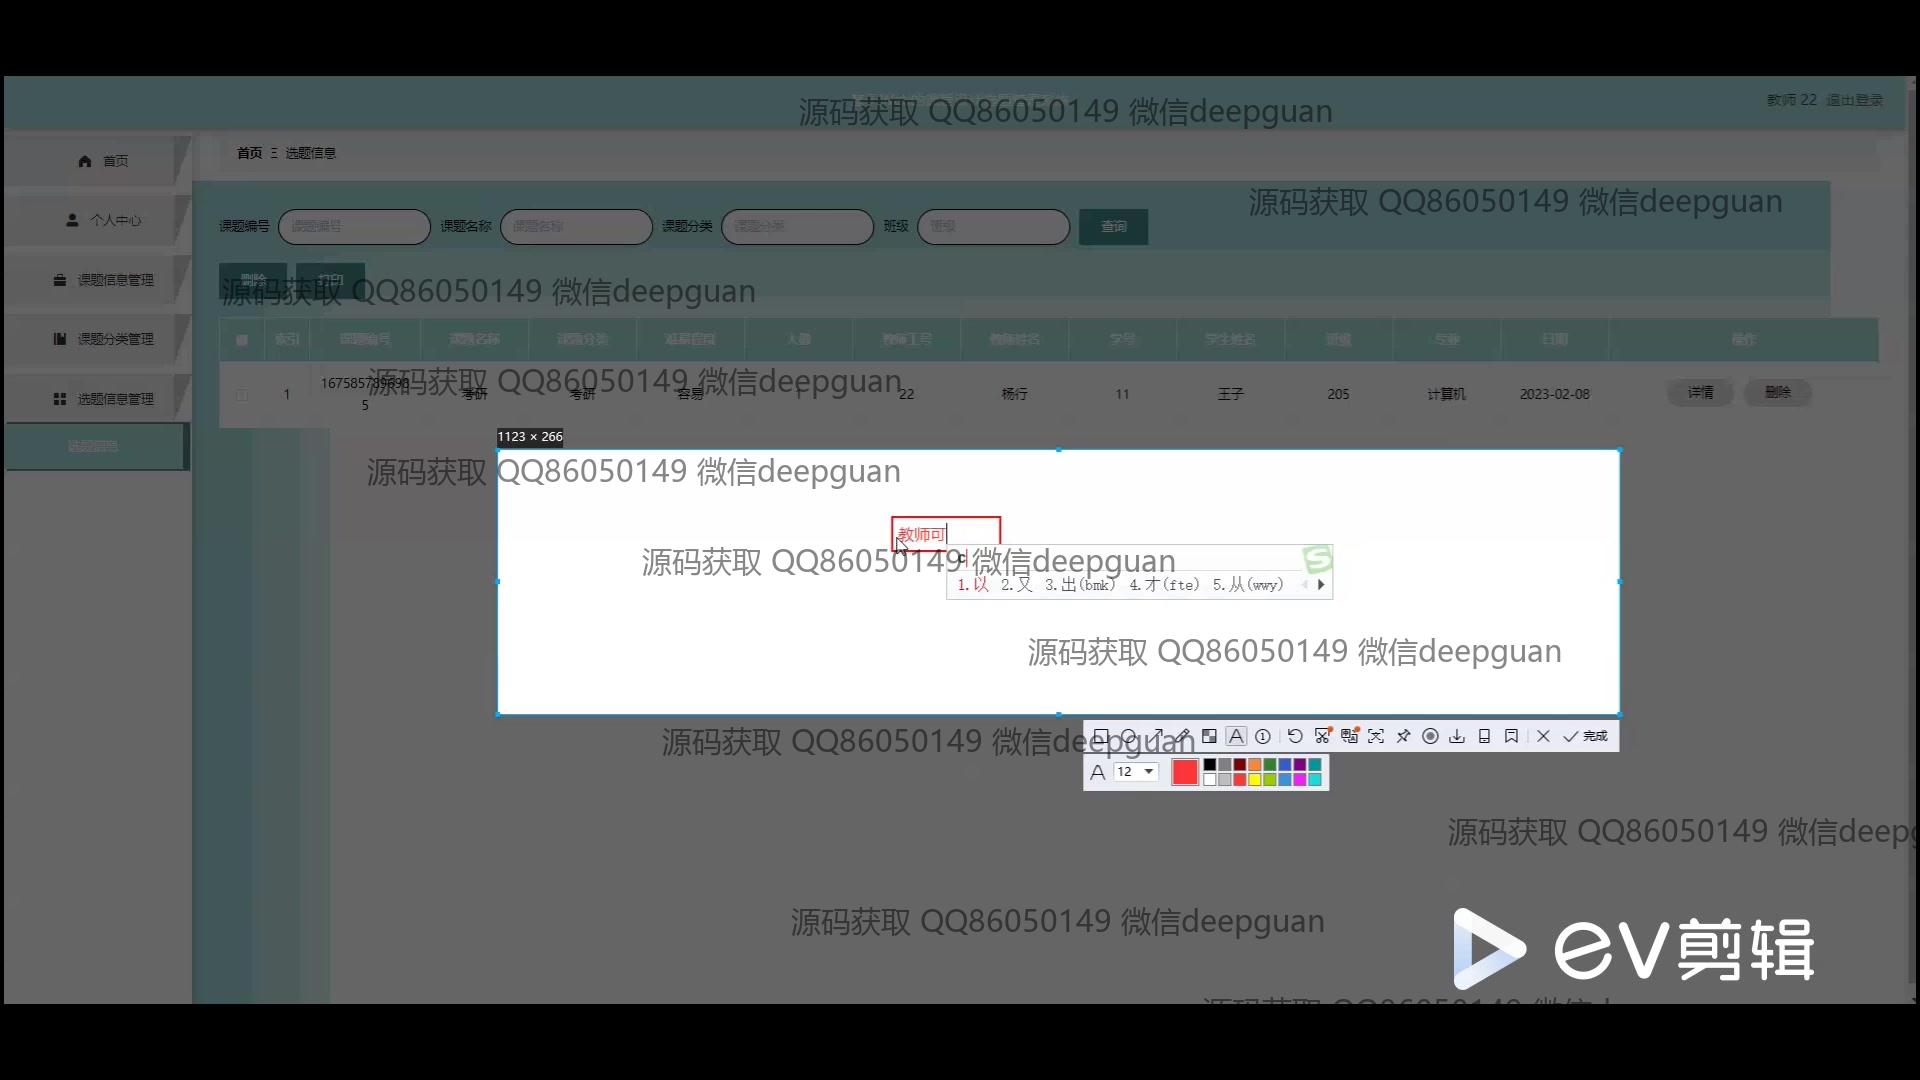 源码获取 QQ86050149 微信deepguan
教师 22 退出登录
首页
个人中心
课题信息管理
课题分类管理
选题信息管理
选题信息
首页 Ξ 选题信息
源码获取 QQ86050149 微信deepguan
课题编号 课题编号 课题名称 课题名称 课题分类 课题分类 班级 班级 查询
删除 打印
源码获取 QQ86050149 微信deepguan
索引 课题编号 课题名称 课题分类 难易程度 人数 教师工号 教师姓名 学号 学生姓名 班级 专业 日期 操作
1 1675857896985 考研 考研 容易 1 22 杨行 11 王子 205 计算机 2023-02-08 详情 删除
源码获取 QQ86050149 微信deepguan
1123 × 266
源码获取 QQ86050149 微信deepguan
教师可
c
源码获取 QQ86050149 微信deepguan
1.以 2.又 3.出(bmk) 4.才(fte) 5.从(wwy)
源码获取 QQ86050149 微信deepguan
源码获取 QQ86050149 微信deepguan
A 完成
A 12
源码获取 QQ86050149 微信deepg
源码获取 QQ86050149 微信deepguan
ev剪辑